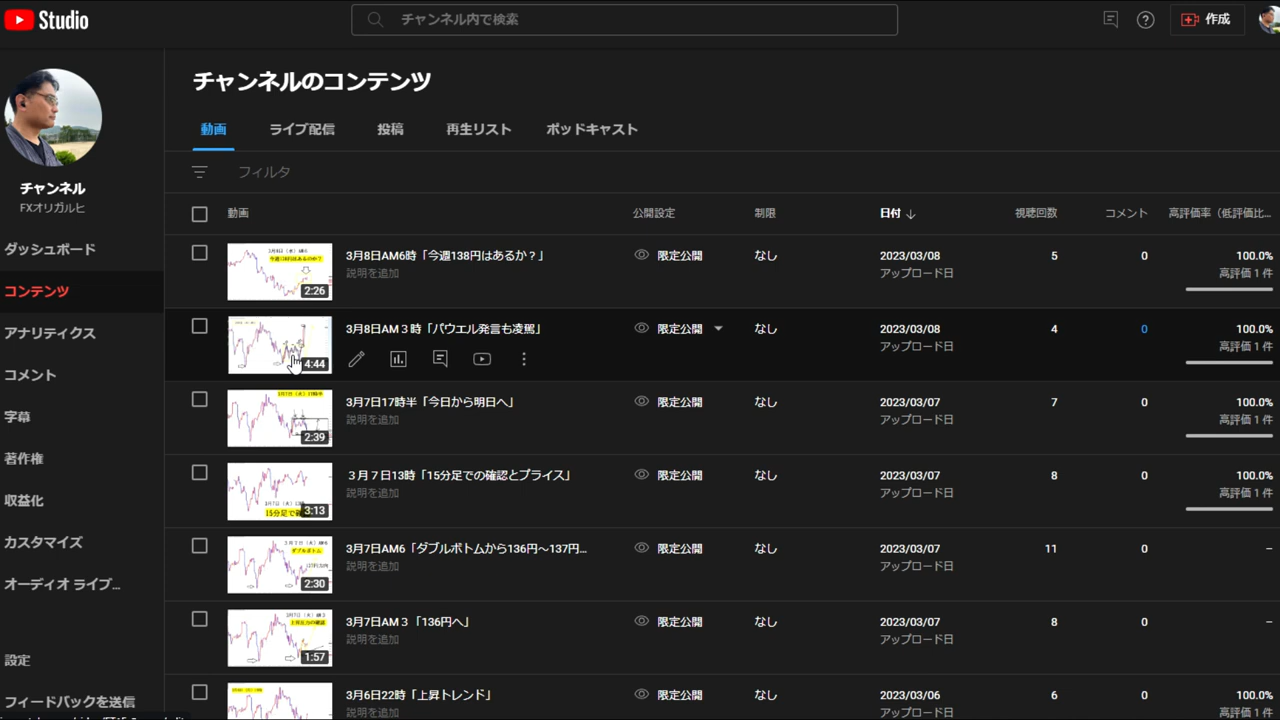 Studio
チャンネル内で検索
作成
チャンネル
FXオリガルヒ
ダッシュボード
コンテンツ
アナリティクス
コメント
字幕
著作権
収益化
カスタマイズ
オーディオ ライブ...
設定
フィードバックを送信
チャンネルのコンテンツ
動画 ライブ配信 投稿 再生リスト ポッドキャスト
フィルタ
動画 公開設定 制限 日付 ↓ 視聴回数 コメント 高評価率（低評価比...
2:26 3月8日AM6時「今週138円はあるか？」 限定公開 なし 2023/03/08 5 0 100.0%
説明を追加 アップロード日 高評価 1 件
4:44 3月8日AM３時「パウエル発言も凌駕」 限定公開 なし 2023/03/08 4 0 100.0%
アップロード日 高評価 1 件
2:39 3月7日17時半「今日から明日へ」 限定公開 なし 2023/03/07 7 0 100.0%
説明を追加 アップロード日 高評価 1 件
3:13 ３月７日13時「15分足での確認とプライス」 限定公開 なし 2023/03/07 8 0 100.0%
説明を追加 アップロード日 高評価 1 件
2:30 3月7日AM6「ダブルボトムから136円～137円... 限定公開 なし 2023/03/07 11 0 –
説明を追加 アップロード日
1:57 3月7日AM３「136円へ」 限定公開 なし 2023/03/07 8 0 –
説明を追加 アップロード日
3月6日22時「上昇トレンド」 限定公開 なし 2023/03/06 6 0 100.0%
説明を追加 アップロード日 高評価 1 件